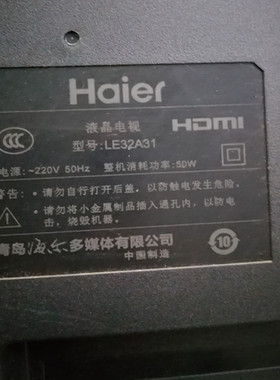 Haier
液晶电视
HDMI
型号:LE32A31
电源:~220V 50Hz 整机消耗功率:50W
警告:·请勿自行打开后盖,以防触电发生危险。
·请勿将小金属制品插入通孔内,以防电
击、烧毁机器。
青岛海尔多媒体有限公司
中国制造
10